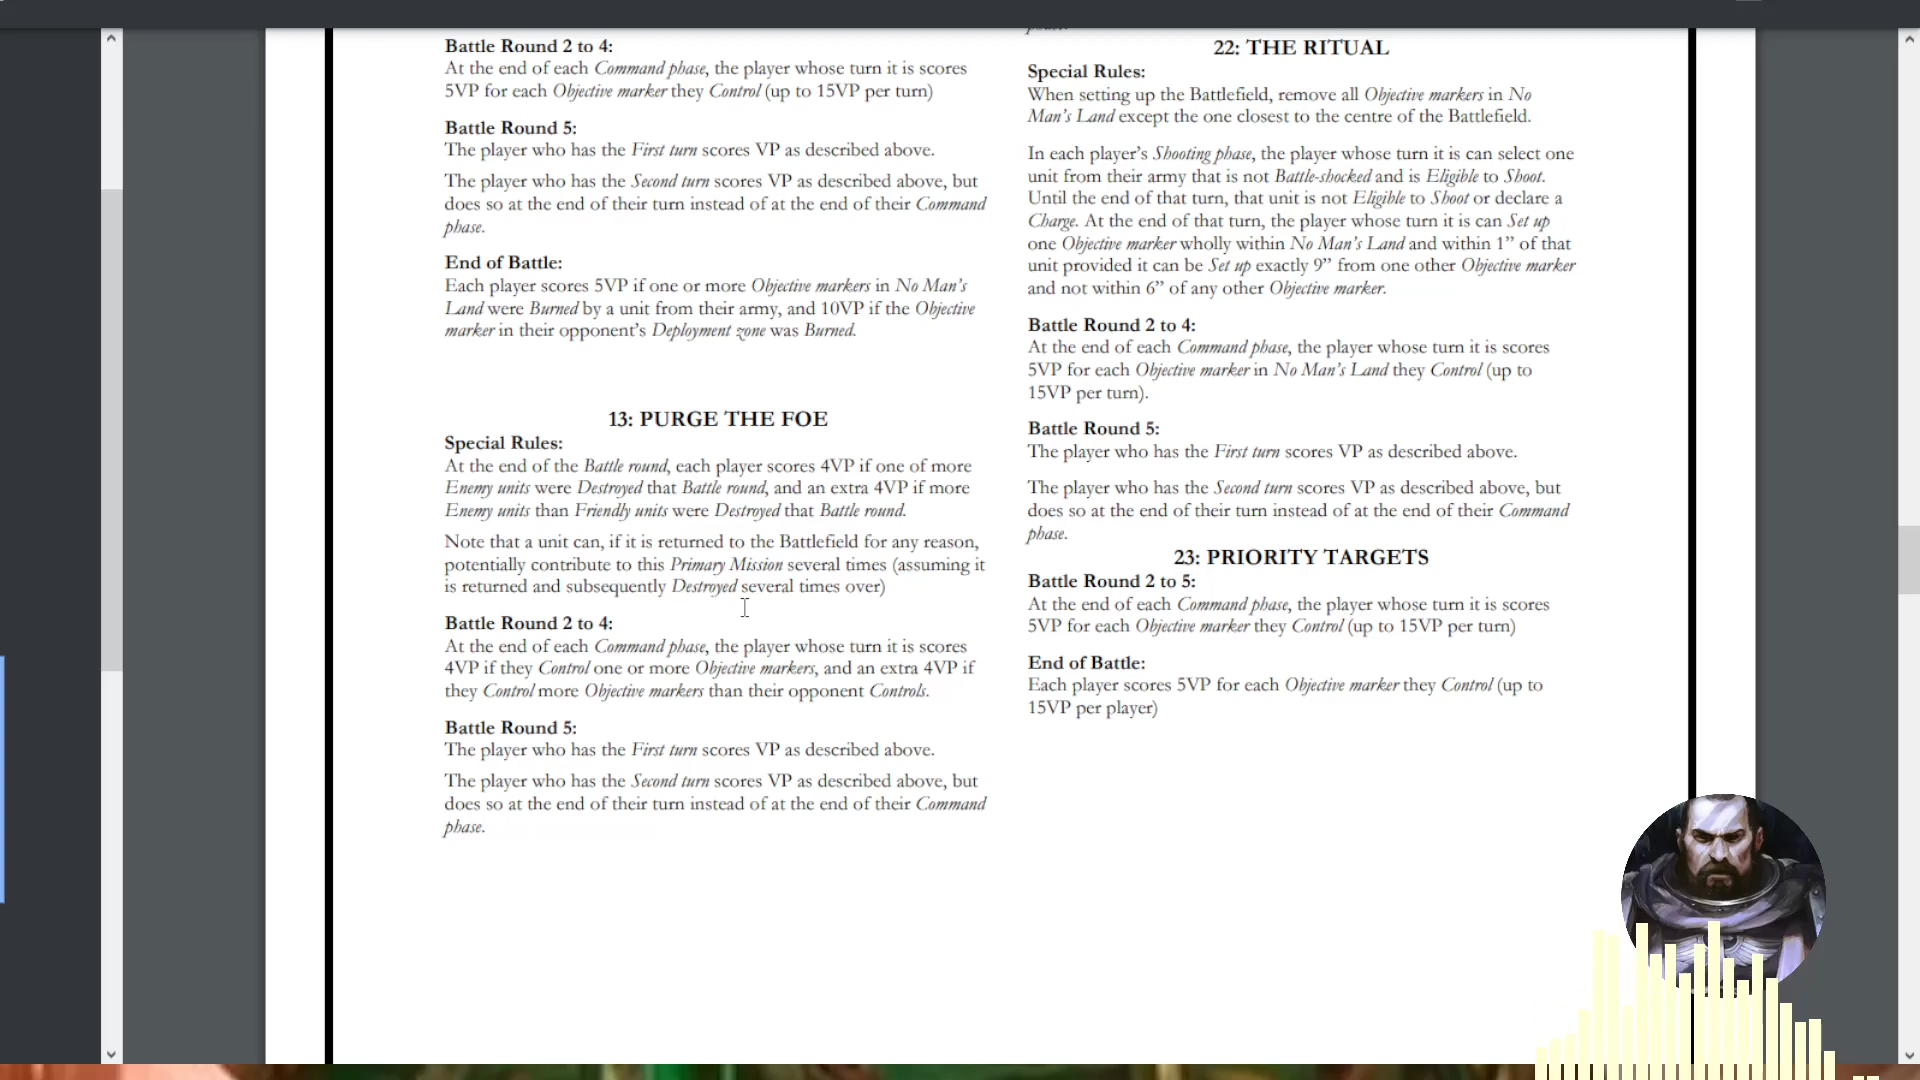 Battle Round 2 to 4:
At the end of each Command phase, the player whose turn it is scores
5VP for each Objective marker they Control (up to 15VP per turn)
Battle Round 5:
The player who has the First turn scores VP as described above.
The player who has the Second turn scores VP as described above, but
does so at the end of their turn instead of at the end of their Command
phase.
End of Battle:
Each player scores 5VP if one or more Objective markers in No Man's
Land were Burned by a unit from their army, and 10VP if the Objective
marker in their opponent's Deployment zone was Burned.
13: PURGE THE FOE
Special Rules:
At the end of the Battle round, each player scores 4VP if one of more
Enemy units were Destroyed that Battle round, and an extra 4VP if more
Enemy units than Friendly units were Destroyed that Battle round.
Note that a unit can, if it is returned to the Battlefield for any reason,
potentially contribute to this Primary Mission several times (assuming it
is returned and subsequently Destroyed several times over)
Battle Round 2 to 4:
At the end of each Command phase, the player whose turn it is scores
4VP if they Control one or more Objective markers, and an extra 4VP if
they Control more Objective markers than their opponent Controls.
Battle Round 5:
The player who has the First turn scores VP as described above.
The player who has the Second turn scores VP as described above, but
does so at the end of their turn instead of at the end of their Command
phase.
22: THE RITUAL
Special Rules:
When setting up the Battlefield, remove all Objective markers in No
Man's Land except the one closest to the centre of the Battlefield.
In each player's Shooting phase, the player whose turn it is can select one
unit from their army that is not Battle-shocked and is Eligible to Shoot.
Until the end of that turn, that unit is not Eligible to Shoot or declare a
Charge. At the end of that turn, the player whose turn it is can Set up
one Objective marker wholly within No Man's Land and within 1” of that
unit provided it can be Set up exactly 9” from one other Objective marker
and not within 6” of any other Objective marker.
Battle Round 2 to 4:
At the end of each Command phase, the player whose turn it is scores
5VP for each Objective marker in No Man's Land they Control (up to
15VP per turn).
Battle Round 5:
The player who has the First turn scores VP as described above.
The player who has the Second turn scores VP as described above, but
does so at the end of their turn instead of at the end of their Command
phase.
23: PRIORITY TARGETS
Battle Round 2 to 5:
At the end of each Command phase, the player whose turn it is scores
5VP for each Objective marker they Control (up to 15VP per turn)
End of Battle:
Each player scores 5VP for each Objective marker they Control (up to
15VP per player)